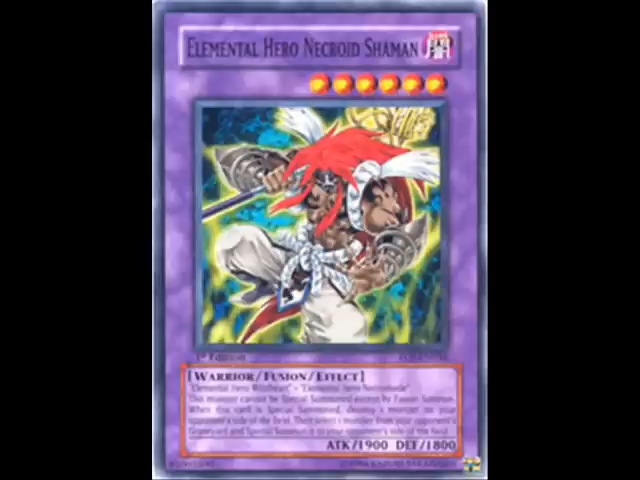 Elemental Hero Necroid Shaman
1st Edition
[Warrior/Fusion/Effect]
"Elemental Hero Wildheart" + "Elemental Hero Necroshade"
This monster cannot be Special Summoned except by Fusion Summon.
When this card is Special Summoned, destroy 1 monster on your
opponent's side of the field. Then select 1 monster from your opponent's
Graveyard and Special Summon it to your opponent's side of the field.
ATK/1900 DEF/1800